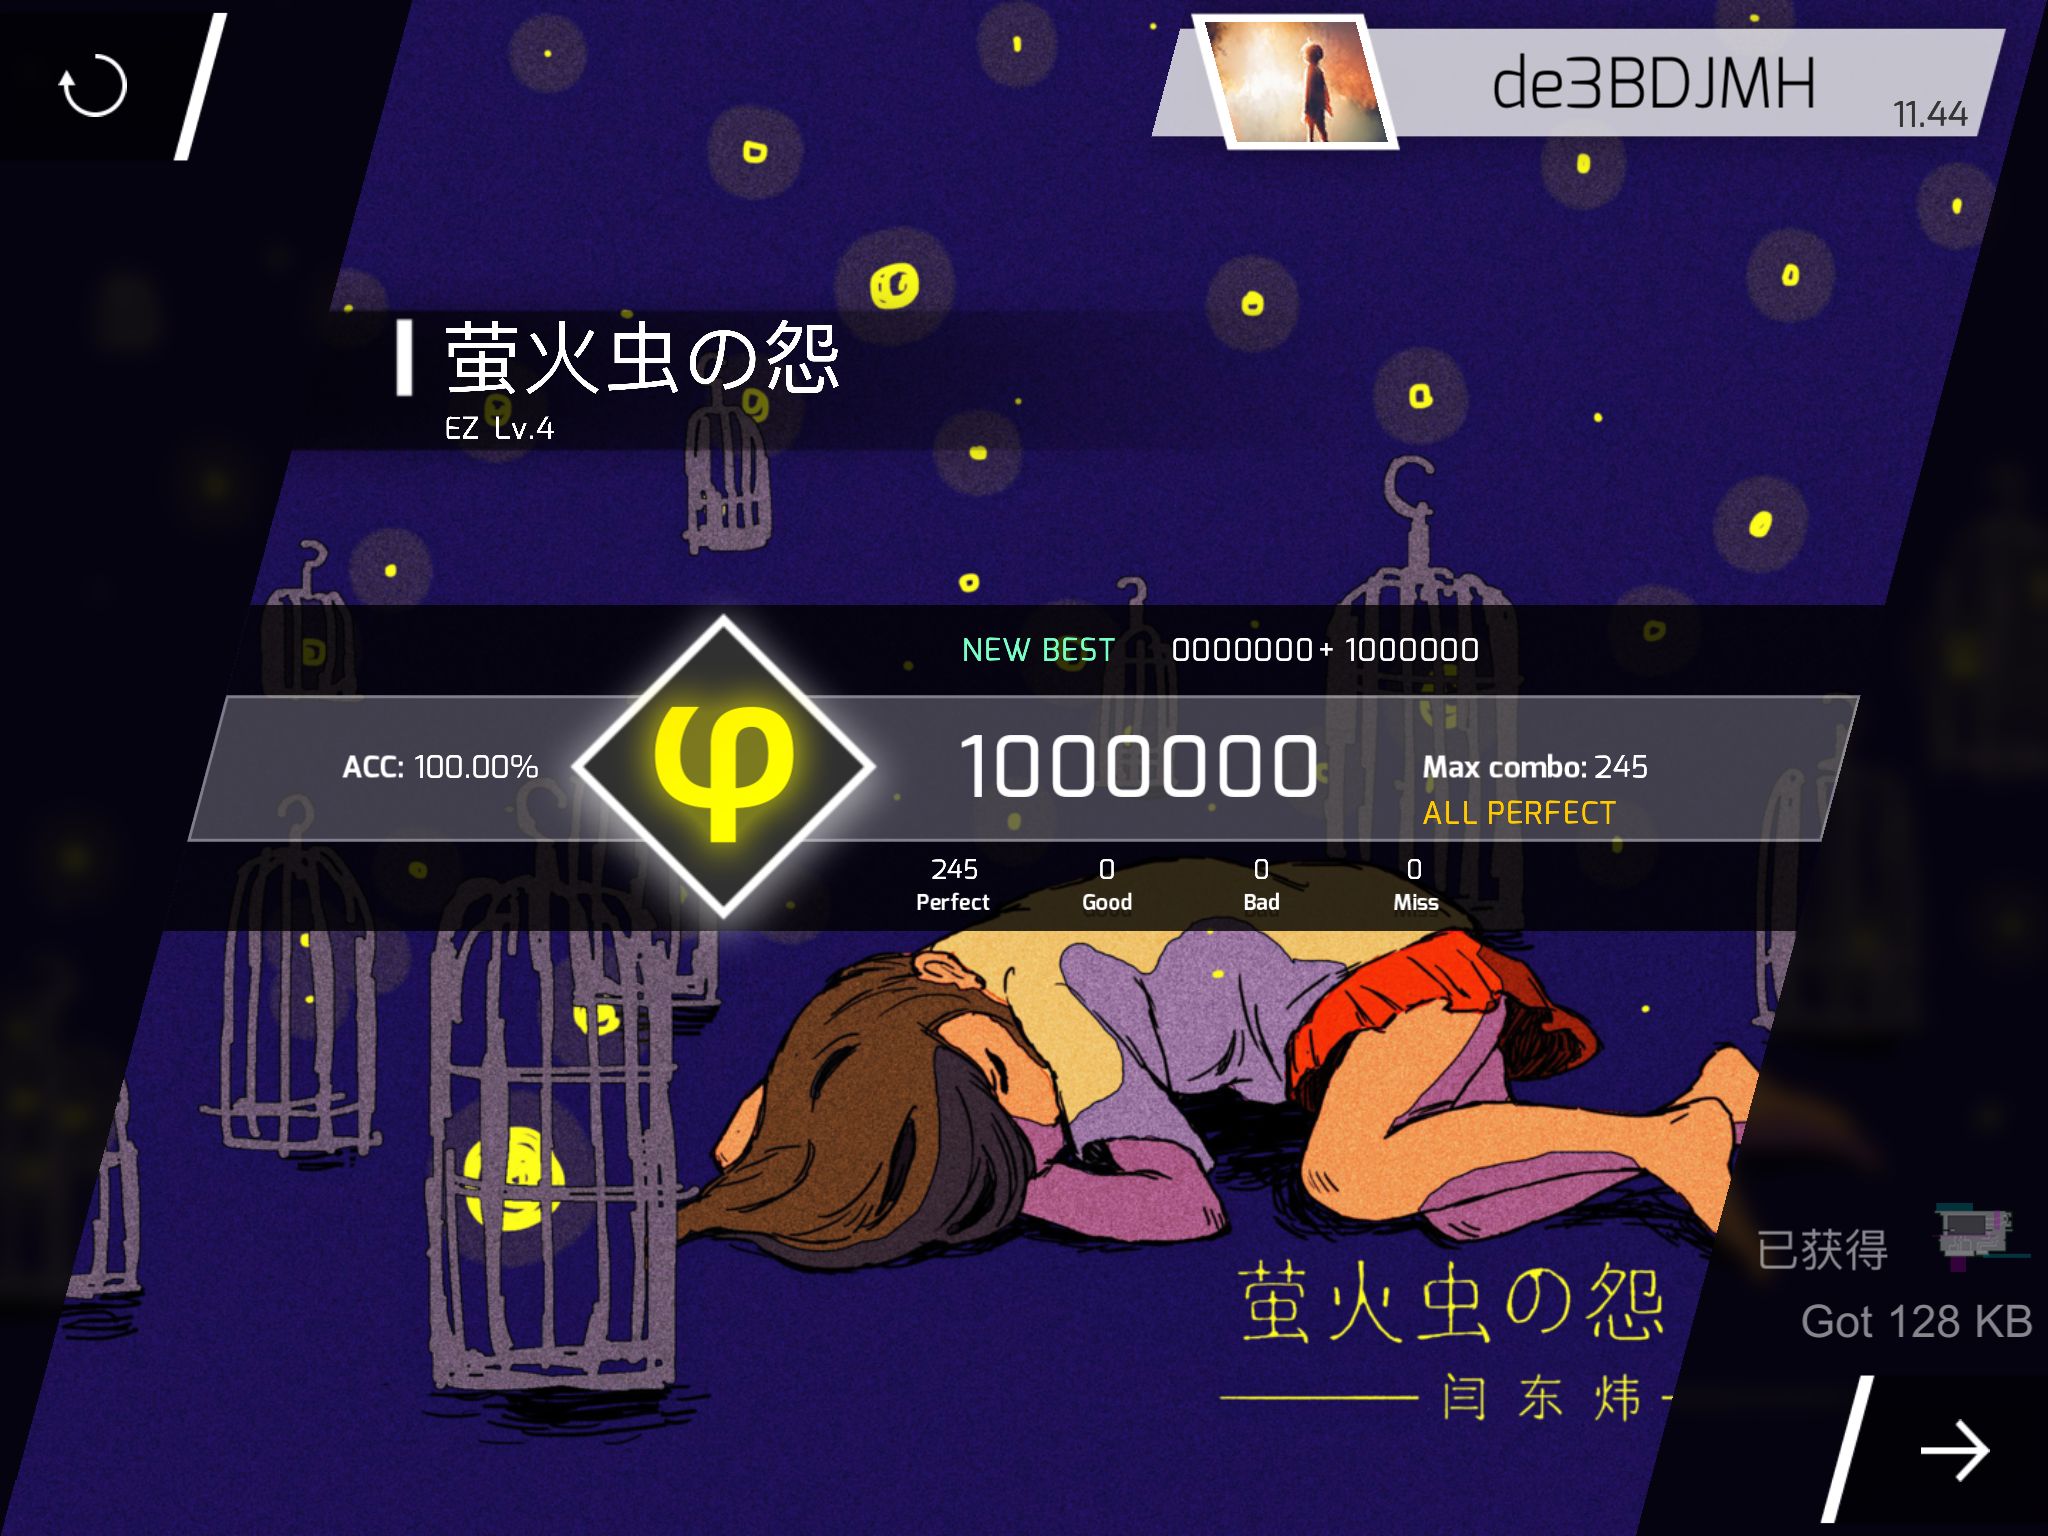 de3BDJMH
11.44
萤火虫の怨
EZ Lv.4
NEW BEST 0000000+ 1000000
ACC: 100.00%
φ
1000000
Max combo: 245
ALL PERFECT
245 0 0 0
Perfect Good Bad Miss
已获得
Got 128 KB
萤火虫の怨
闫东炜